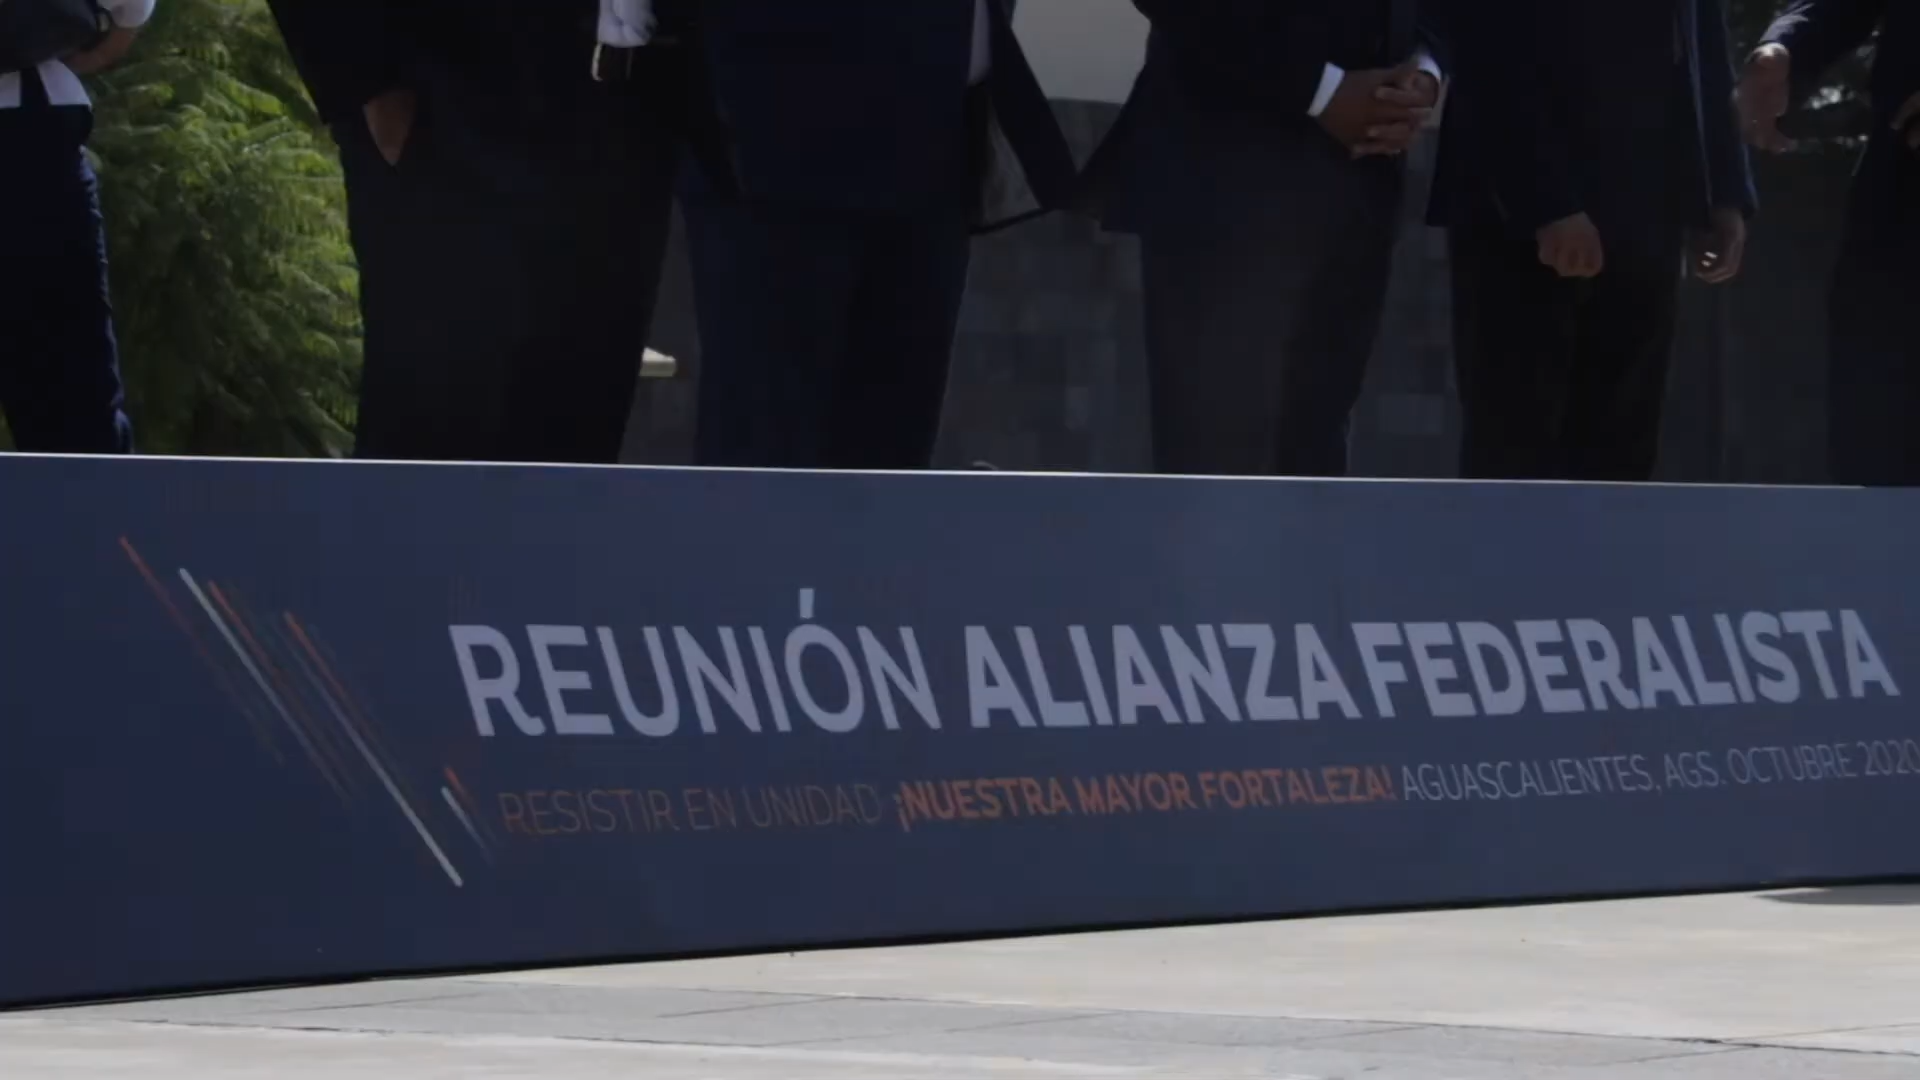 REUNIÓN ALIANZA FEDERALISTA
RESISTIR EN UNIDAD ¡NUESTRA MAYOR FORTALEZA! AGUASCALIENTES, AGS. OCTUBRE 2020